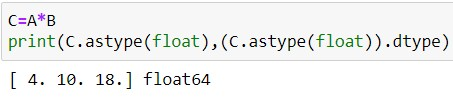 C=A*B
print(C.astype(float),(C.astype(float)).dtype)
[ 4. 10. 18.] float64